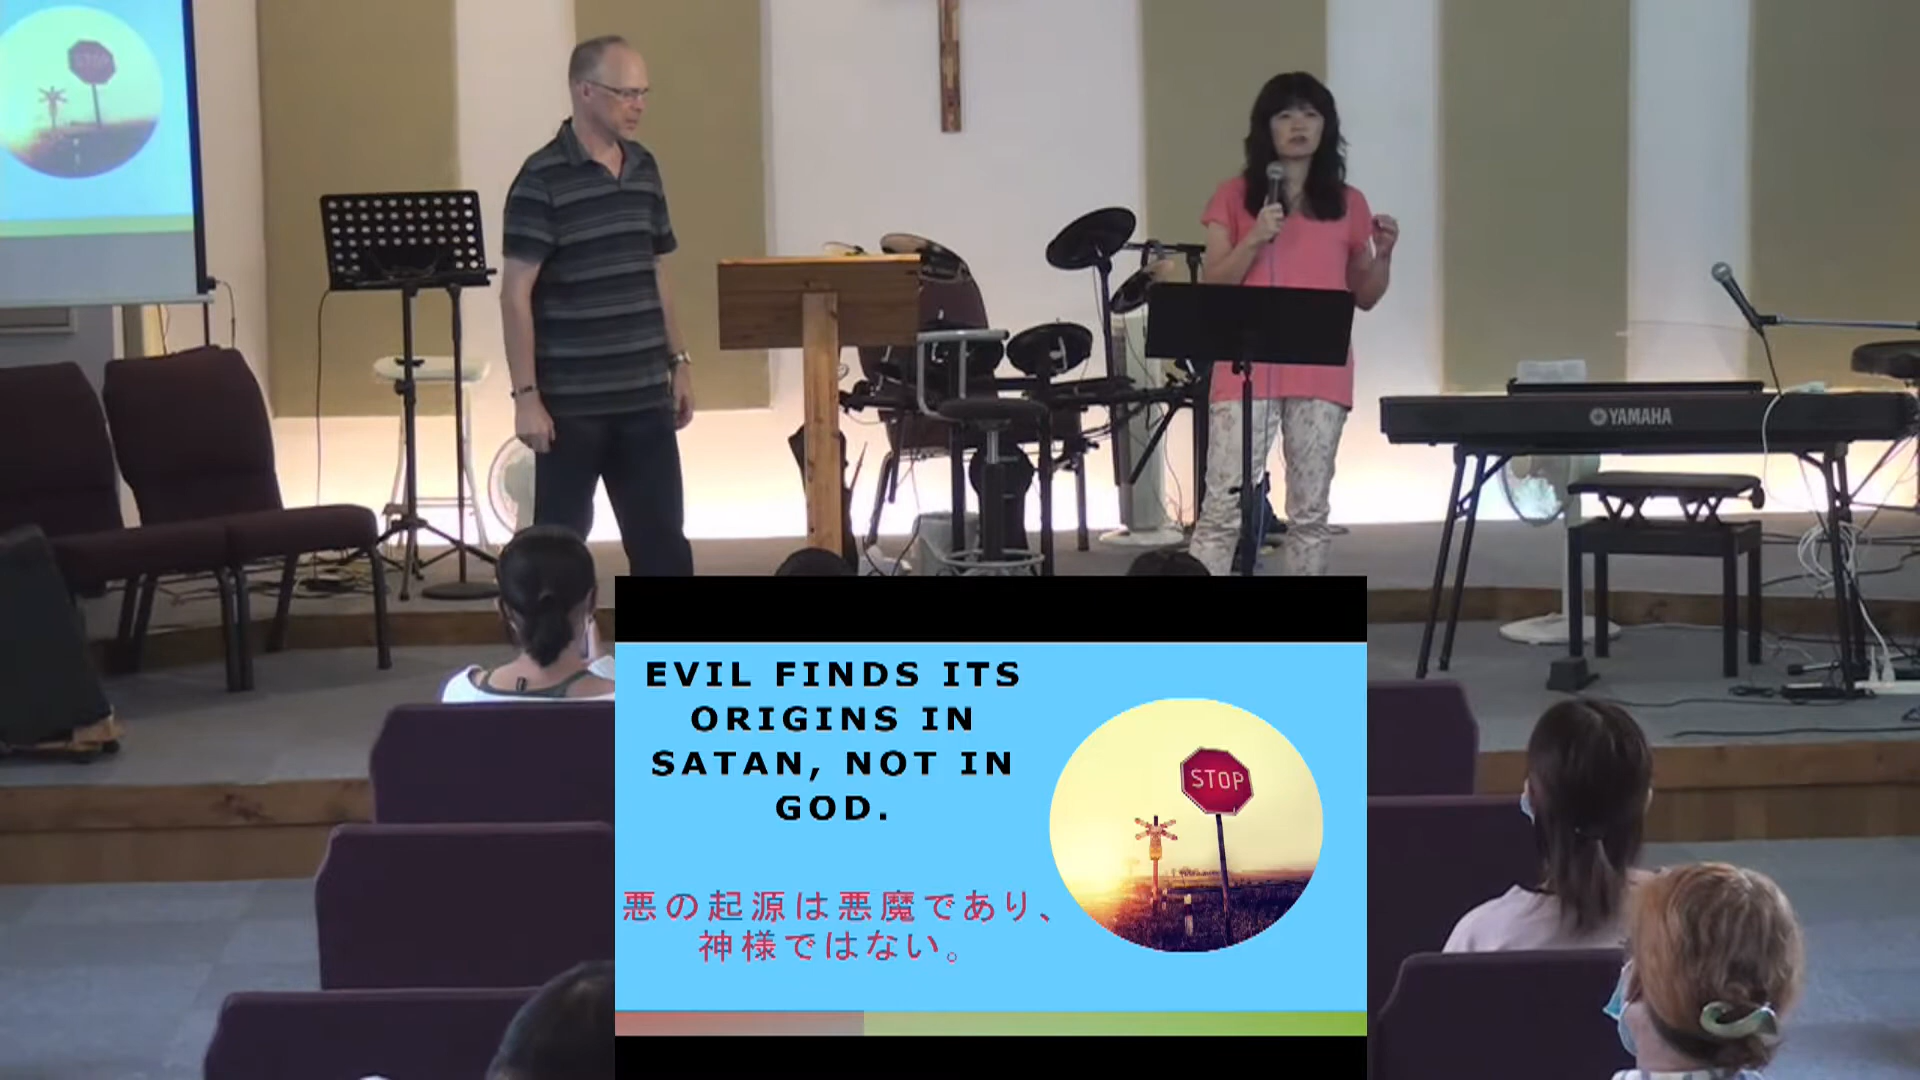 STOP
YAMAHA
EVIL FINDS ITS
ORIGINS IN
SATAN, NOT IN
GOD.
STOP
悪の起源は悪魔であり、
神様ではない。